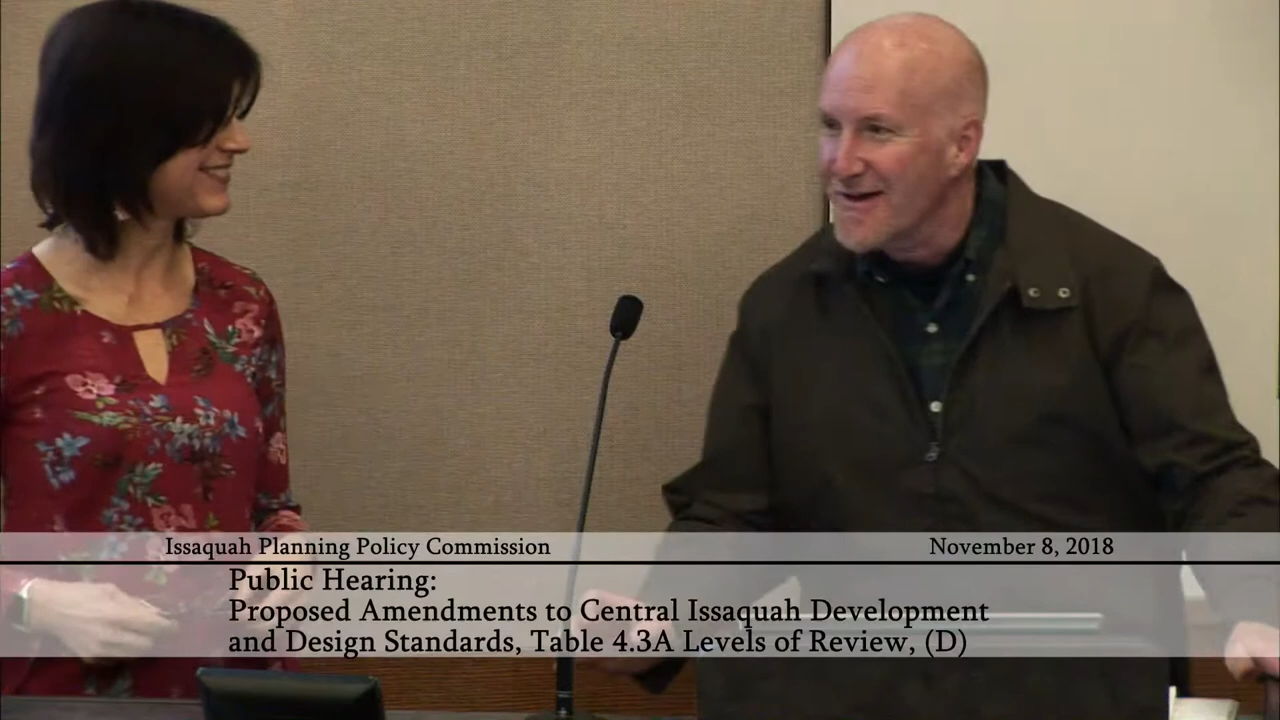 Issaquah Planning Policy Commission
November 8, 2018
Public Hearing:
Proposed Amendments to Central Issaquah Development
and Design Standards, Table 4.3A Levels of Review, (D)